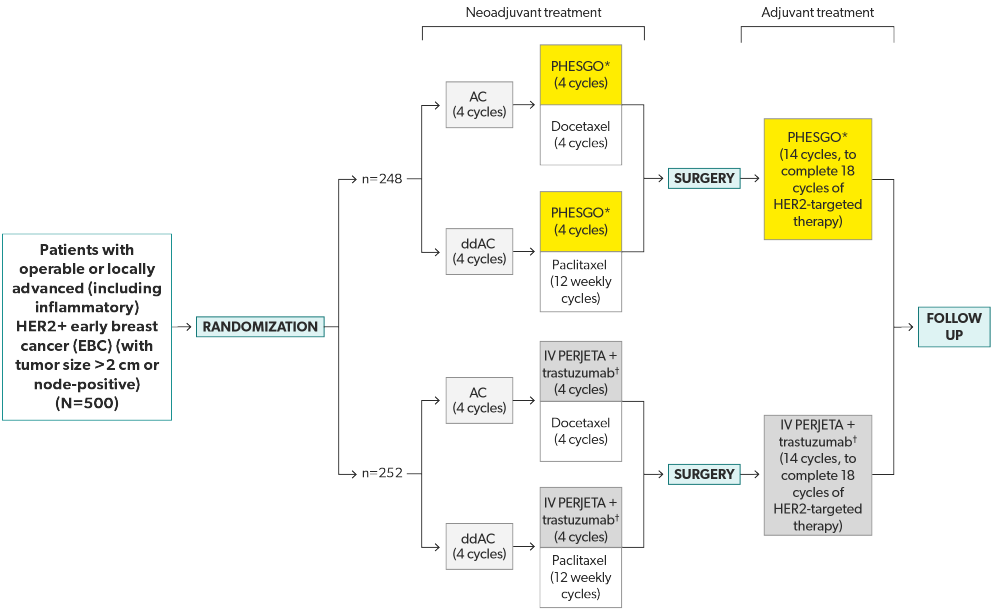 Neoadjuvant treatment
Adjuvant treatment
Patients with
operable or locally
advanced (including
inflammatory)
HER2+ early breast
cancer (EBC) (with
tumor size >2 cm or
node-positive)
(N=500)
RANDOMIZATION
n=248
AC
(4 cycles)
PHESGO*
(4 cycles)
Docetaxel
(4 cycles)
ddAC
(4 cycles)
PHESGO*
(4 cycles)
Paclitaxel
(12 weekly
cycles)
SURGERY
PHESGO*
(14 cycles, to
complete 18
cycles of
HER2-targeted
therapy)
n=252
AC
(4 cycles)
IV PERJETA +
trastuzumab†
(4 cycles)
Docetaxel
(4 cycles)
ddAC
(4 cycles)
IV PERJETA +
trastuzumab†
(4 cycles)
Paclitaxel
(12 weekly
cycles)
SURGERY
IV PERJETA +
trastuzumab†
(14 cycles, to
complete 18
cycles of
HER2-targeted
therapy)
FOLLOW
UP